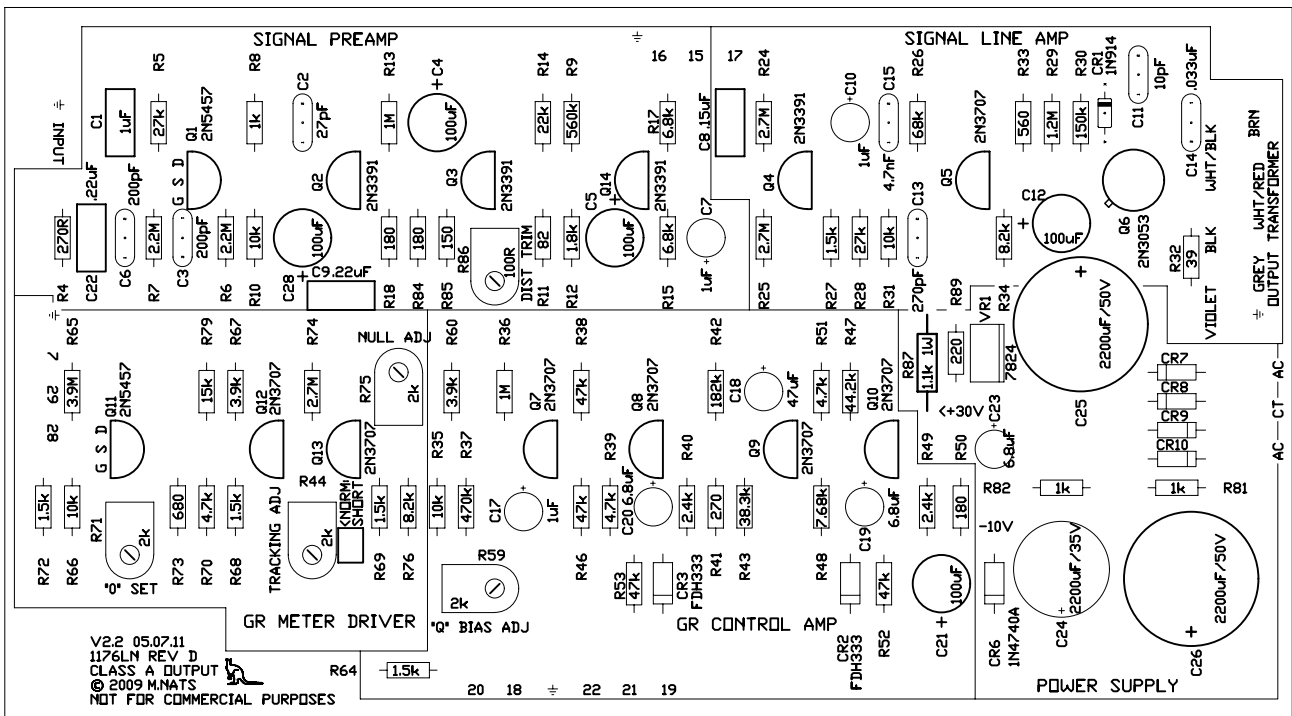 SIGNAL PREAMP
SIGNAL LINE AMP
R5
R8
C2
R13
C4
R14
R9
16
15
17
R24
C10
C15
R26
R33
R29
R30
CR1
1N914
C11
10pF
.033uF
INPUT
C1
1uF
27k
Q1
2N5457
1k
27pF
1M
100uF
22k
560k
R17
6.8k
C8
.15uF
2.7M
2N3391
1uF
4.7nF
68k
2N3707
560
1.2M
150k
C14
WHT/BLK
BRN
G S D
Q2
2N3391
Q3
2N3391
Q14
2N3391
Q4
Q5
C12
Q6
2N3053
.22uF
200pF
270R
2.2M
200pF
2.2M
10k
100uF
180
180
150
R86
100R
DIST TRIM
82
1.8k
C5
100uF
6.8k
C7
1uF
2.7M
1.5k
27k
10k
C13
270pF
8.2k
100uF
R32
39
BLK
VIOLET
GREY
WHT/RED
OUTPUT TRANSFORMER
R4
C22
C6
R7
C3
R6
R10
C28
C9
.22uF
R18
R84
R85
R11
R12
R15
R25
R27
R28
R31
R89
R34
VR1
2200uF/50V
C25
R65
R79
R67
R74
NULL ADJ
R60
R36
R38
R42
R51
R47
R87
1.1k 1W
220
7824
7
29
28
3.9M
Q11
2N5457
15k
3.9k
Q12
2N3707
2.7M
R75
2k
3.9k
1M
Q7
2N3707
47k
Q8
2N3707
182k
C18
47uF
4.7k
44.2k
Q10
2N3707
<+30V
C23
6.8uF
CR7
CR8
CR9
CR10
AC
CT
AC
G S D
Q13
2N3707
R35
R37
R39
R40
Q9
2N3707
R49
R50
R44
R82
1k
1k
R81
1.5k
10k
R71
2k
680
4.7k
1.5k
TRACKING ADJ
2k
<NORM
SHORT
1.5k
8.2k
10k
470k
C17
1uF
47k
4.7k
C20
6.8uF
2.4k
270
38.3k
7.68k
C19
6.8uF
2.4k
180
-10V
R72
R66
"0" SET
R73
R70
R68
R69
R76
R59
2k
R46
R53
47k
CR3
FDH333
R41
R43
R48
CR2
FDH333
47k
R52
C21
100uF
CR6
1N4740A
2200uF/35V
C24
2200uF/50V
C26
GR METER DRIVER
"Q" BIAS ADJ
GR CONTROL AMP
POWER SUPPLY
V2.2 05.07.11
1176LN REV D
CLASS A OUTPUT
© 2009 M.NATS
NOT FOR COMMERCIAL PURPOSES
R64
1.5k
20
18
22
21
19